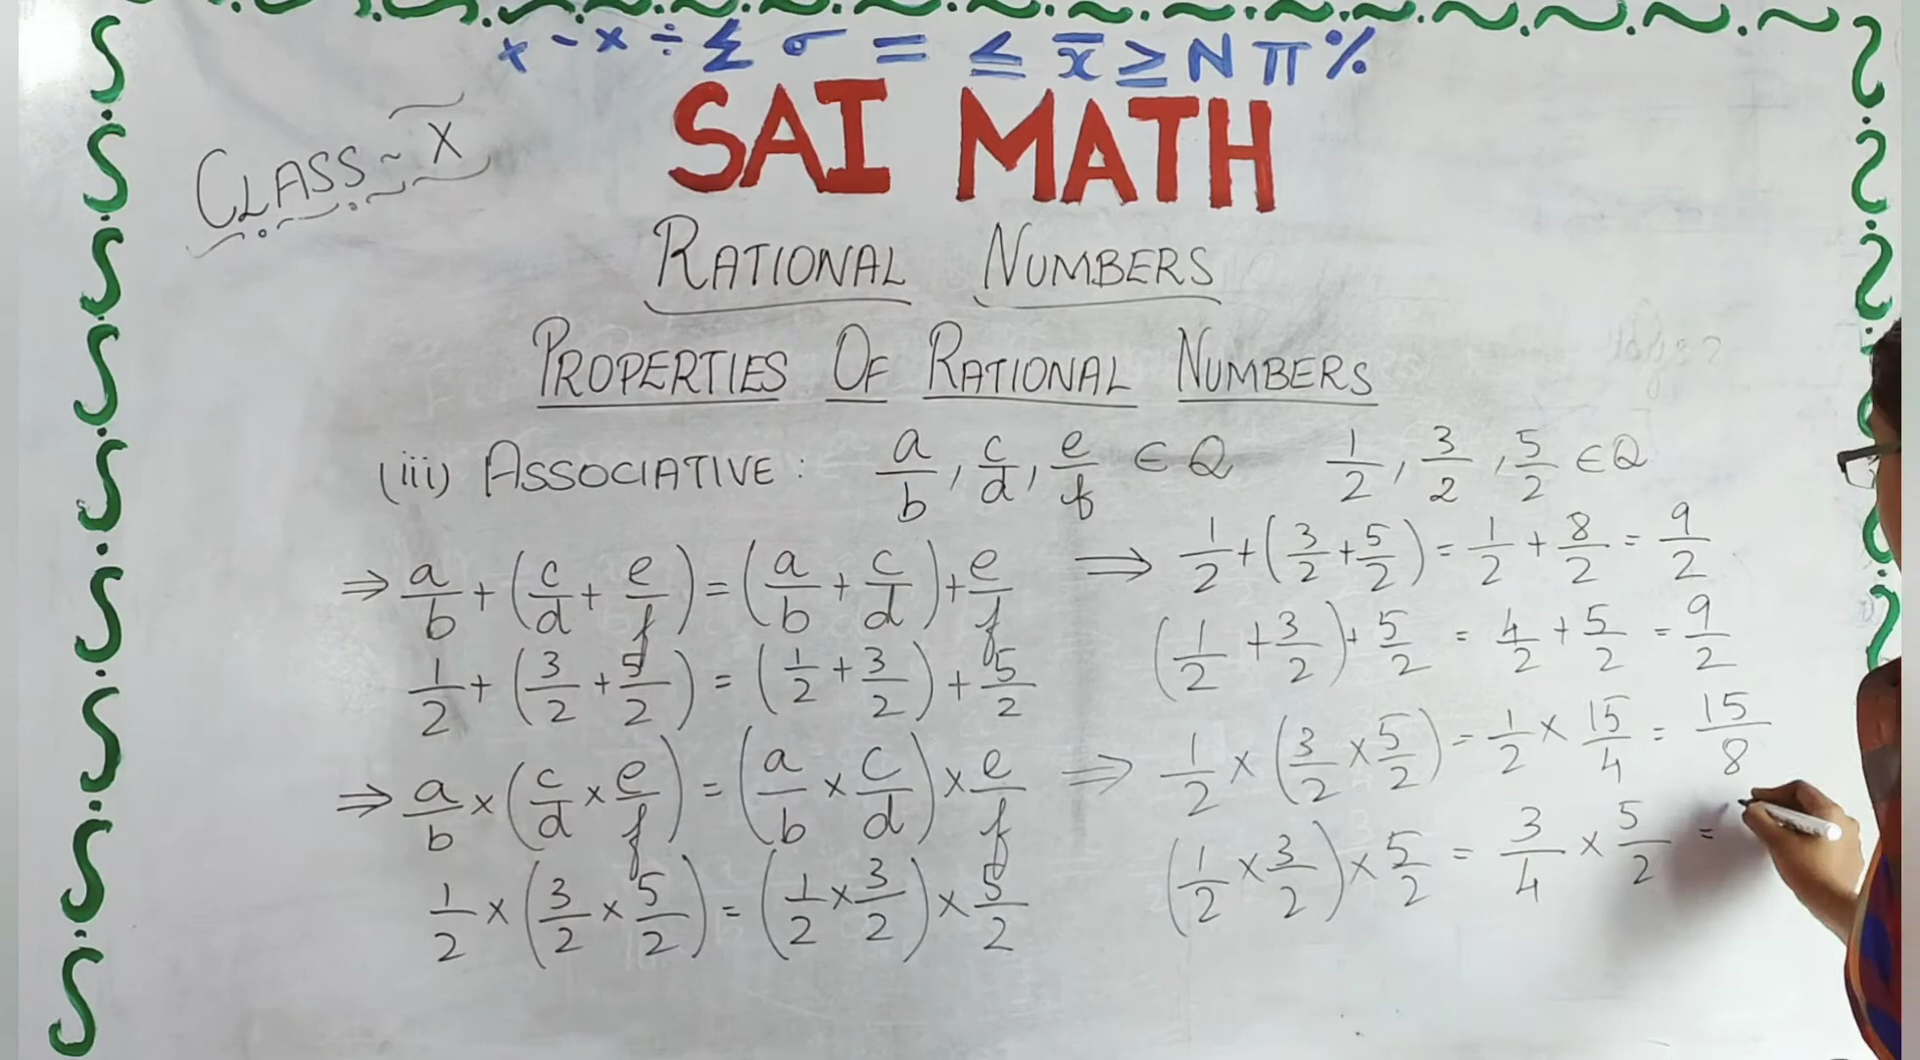 + - × ÷ Σ σ = ≤ x̄ ≥ N π %
SAI MATH
CLASS ~ X
RATIONAL NUMBERS
PROPERTIES OF RATIONAL NUMBERS
(iii) ASSOCIATIVE : a/b, c/d, e/f ∈ Q 1/2, 3/2, 5/2 ∈ Q
⇒ a/b + (c/d + e/f) = (a/b + c/d) + e/f
1/2 + (3/2 + 5/2) = (1/2 + 3/2) + 5/2
⇒ a/b × (c/d × e/f) = (a/b × c/d) × e/f
1/2 × (3/2 × 5/2) = (1/2 × 3/2) × 5/2
⇒ 1/2 + (3/2 + 5/2) = 1/2 + 8/2 = 9/2
(1/2 + 3/2) + 5/2 = 4/2 + 5/2 = 9/2
⇒ 1/2 × (3/2 × 5/2) = 1/2 × 15/4 = 15/8
(1/2 × 3/2) × 5/2 = 3/4 × 5/2 =